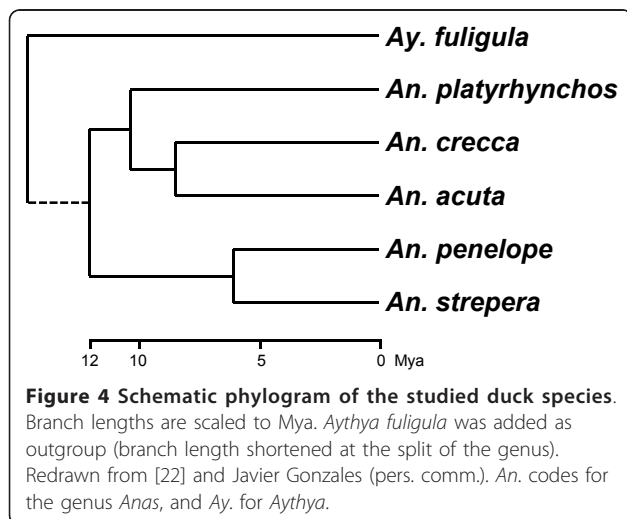 Ay. fuligula
An. platyrhynchos
An. crecca
An. acuta
An. penelope
An. strepera
12 10 5 0 Mya
Figure 4 Schematic phylogram of the studied duck species.
Branch lengths are scaled to Mya. Aythya fuligula was added as
outgroup (branch length shortened at the split of the genus).
Redrawn from [22] and Javier Gonzales (pers. comm.). An. codes for
the genus Anas, and Ay. for Aythya.